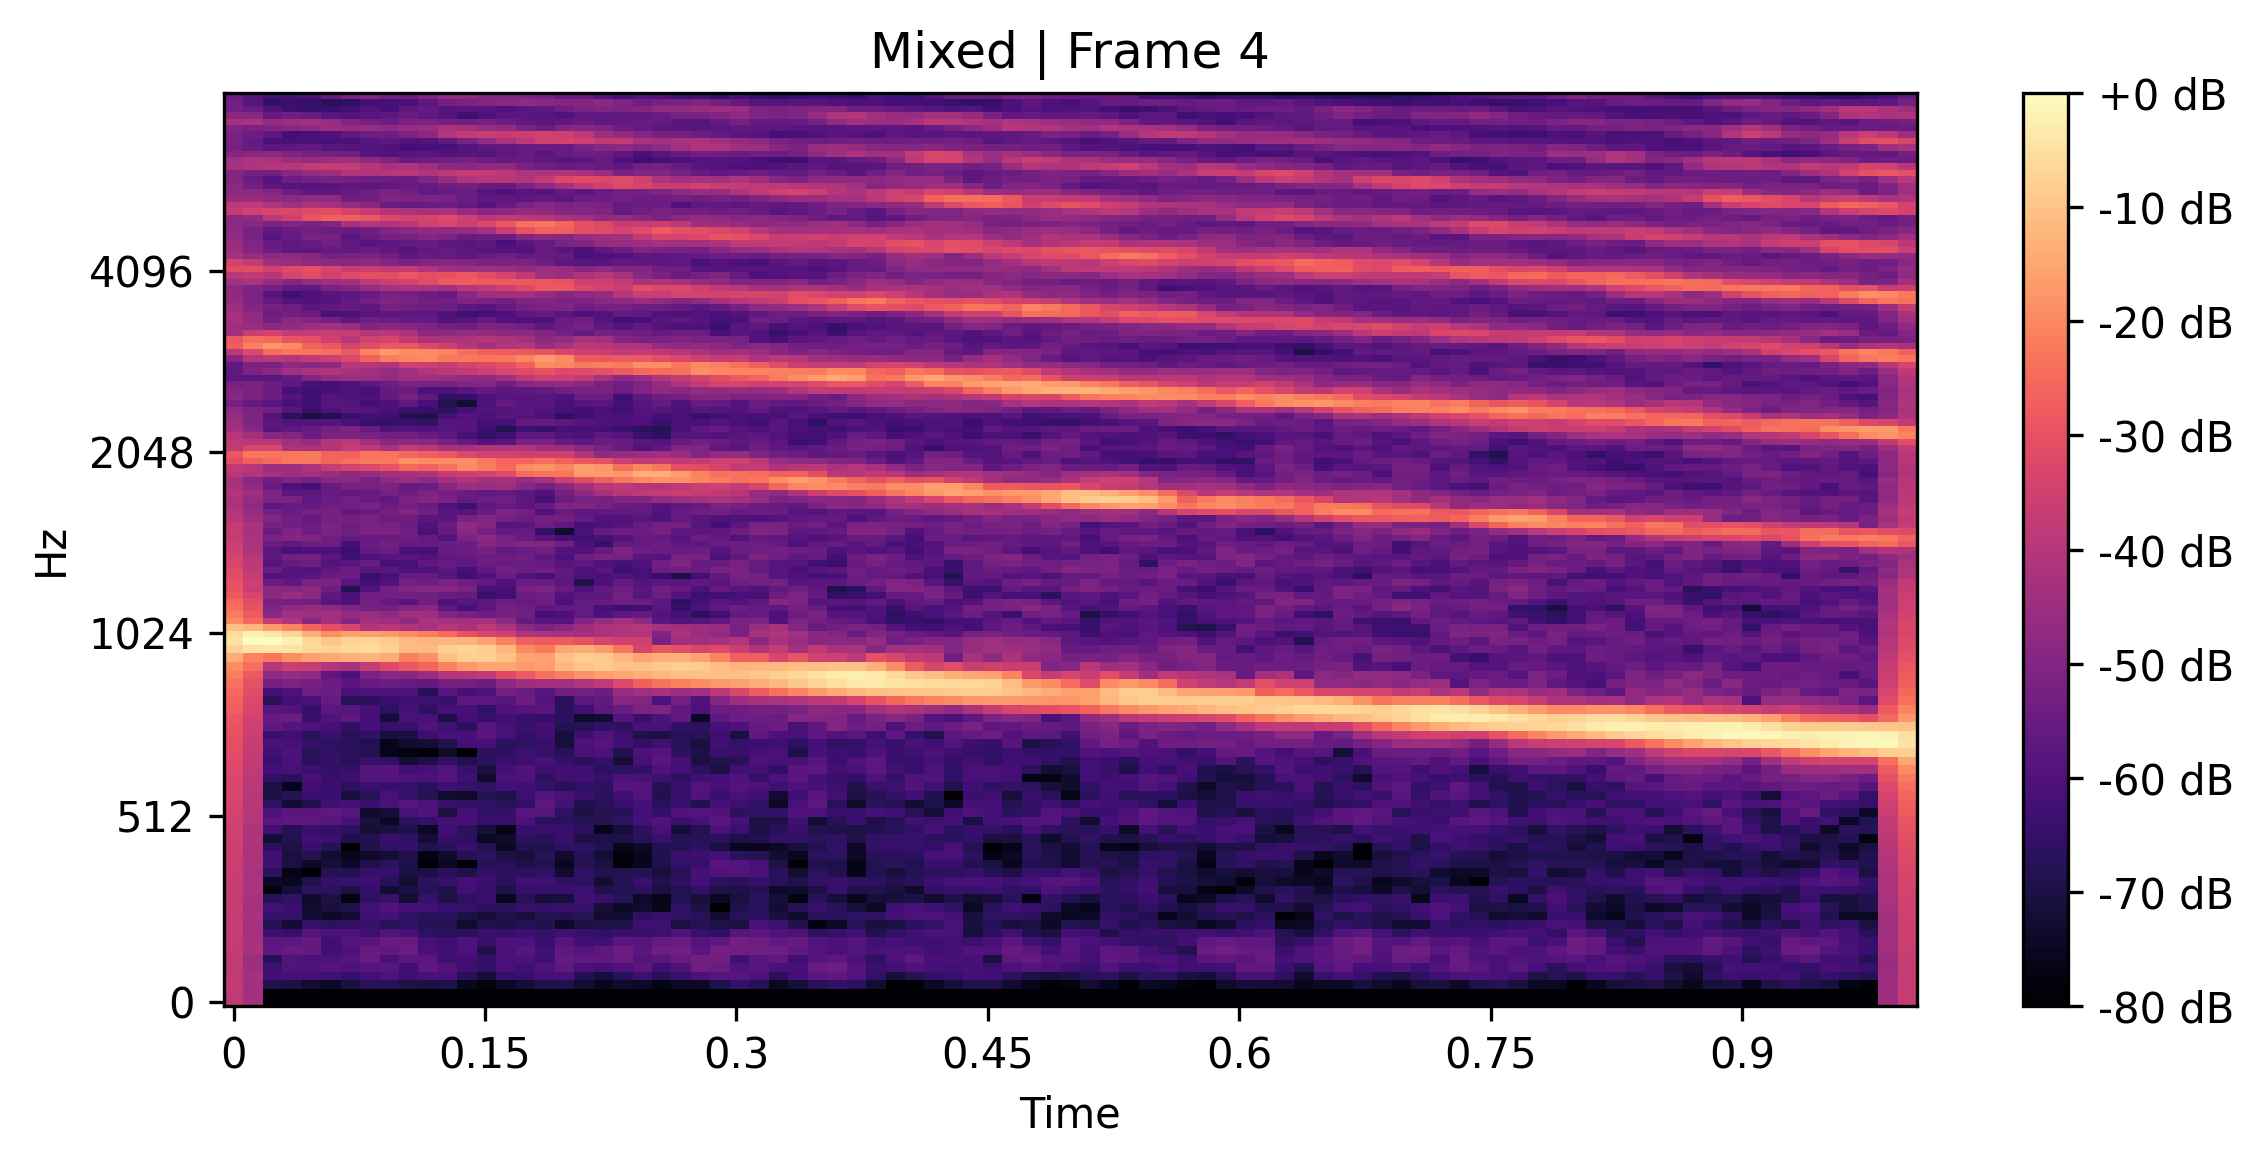 Mixed | Frame 4
+0 dB
-10 dB
-20 dB
-30 dB
-40 dB
-50 dB
-60 dB
-70 dB
-80 dB
Hz
4096
2048
1024
512
0
0 0.15 0.3 0.45 0.6 0.75 0.9
Time